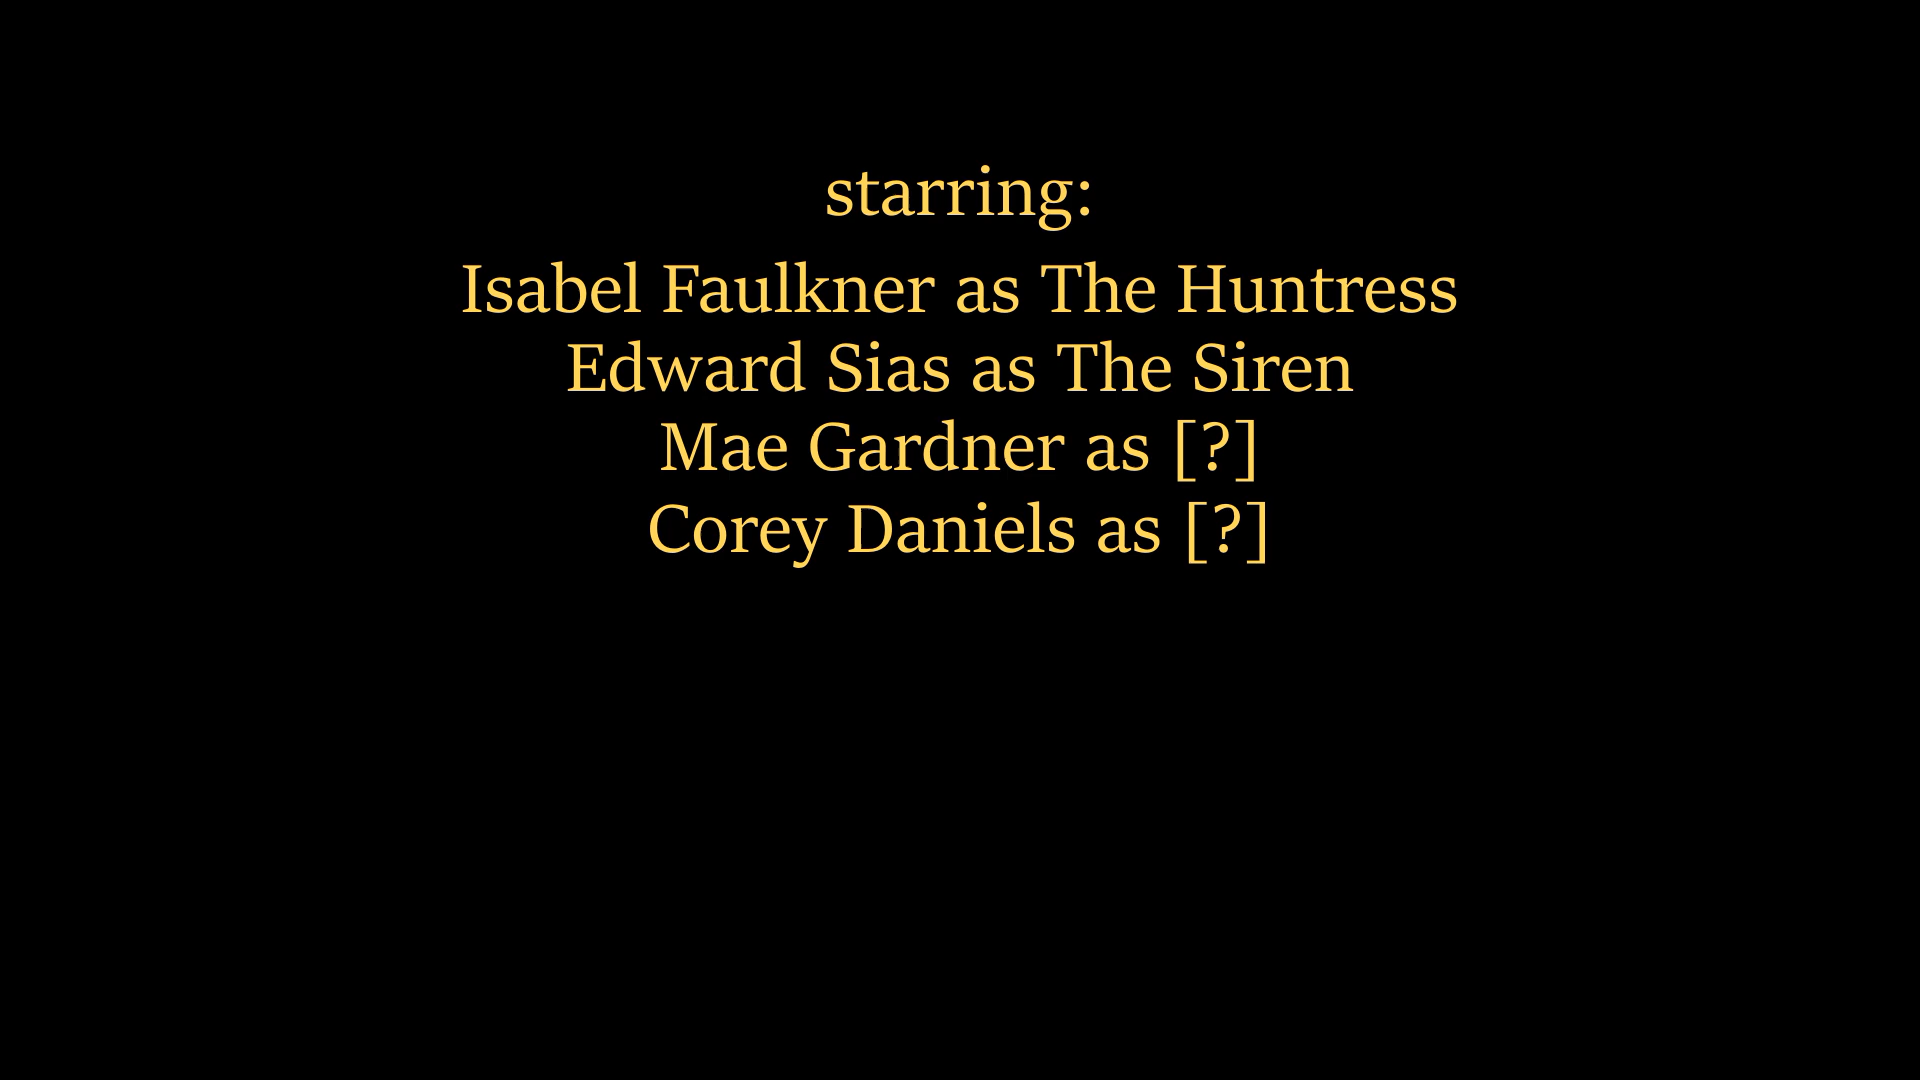 starring:
Isabel Faulkner as The Huntress
Edward Sias as The Siren
Mae Gardner as [?]
Corey Daniels as [?]